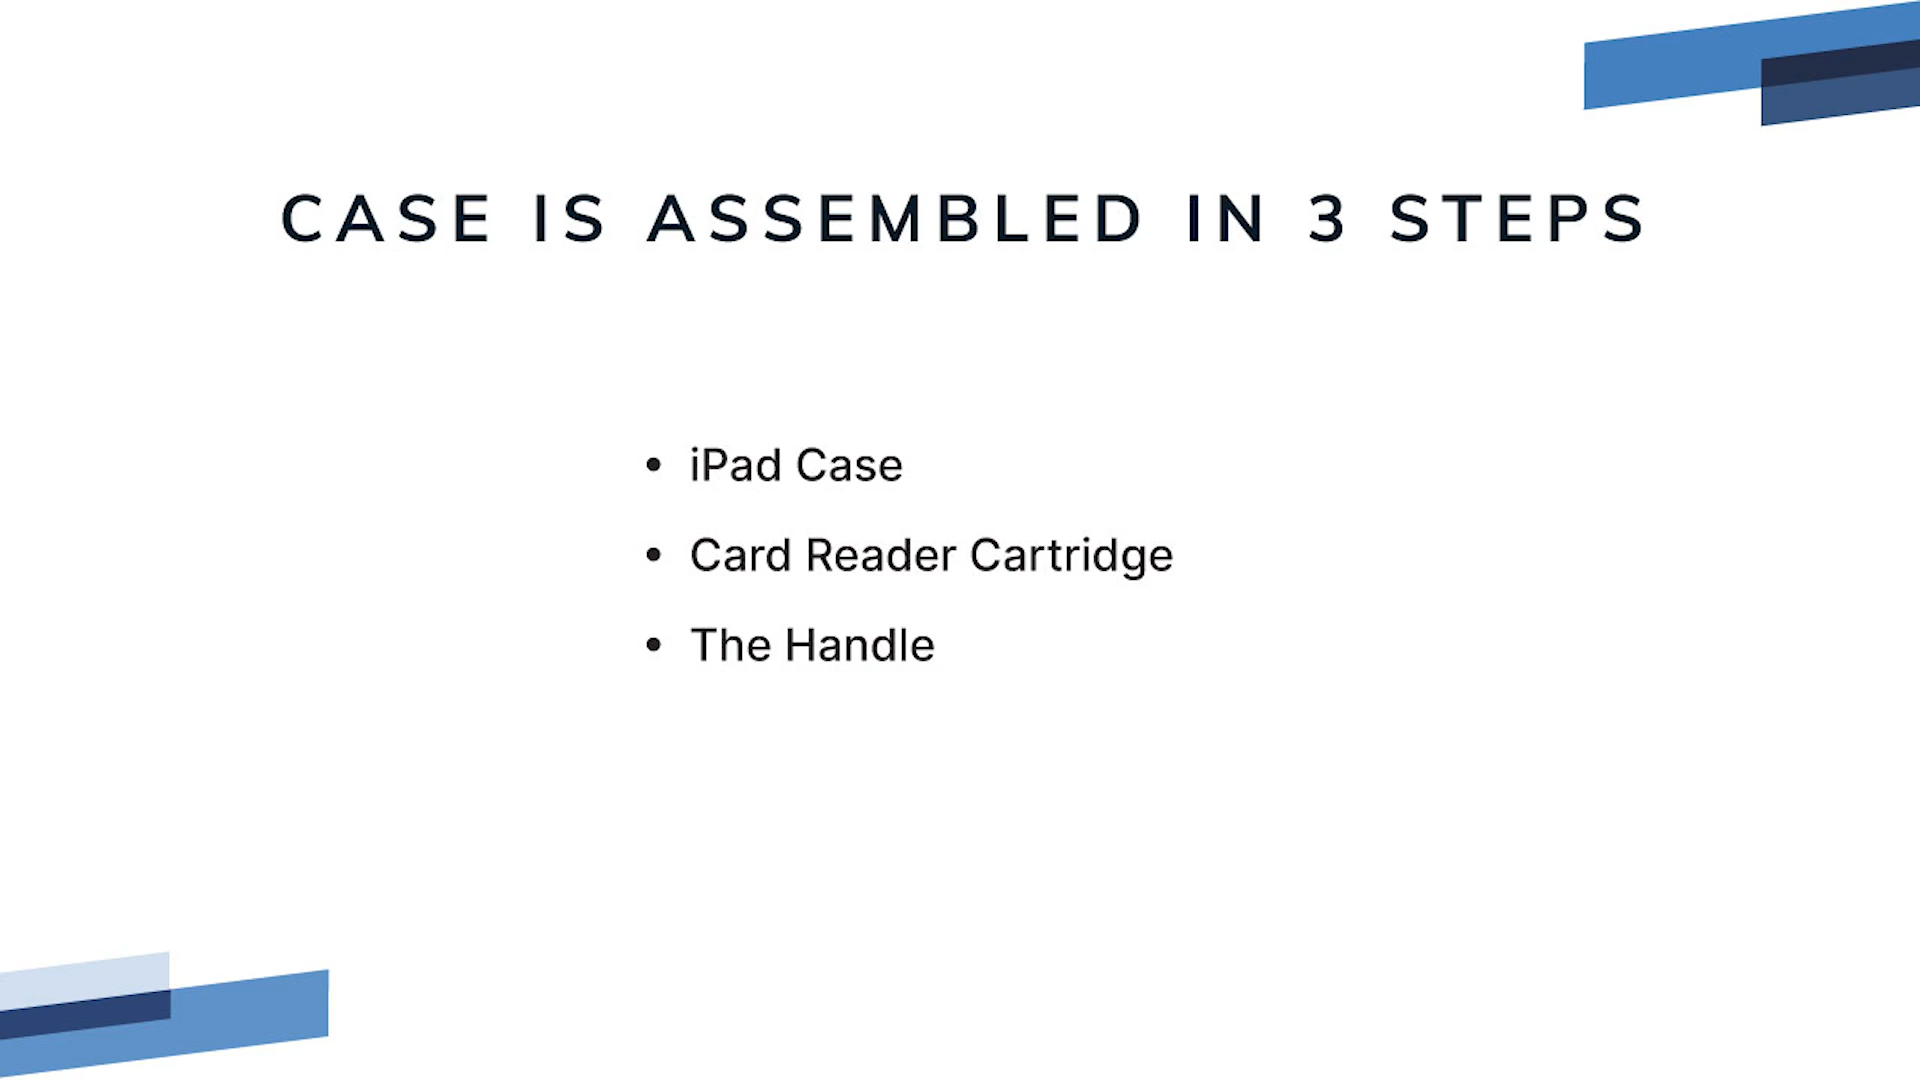 CASE IS ASSEMBLED IN 3 STEPS
• iPad Case
• Card Reader Cartridge
• The Handle